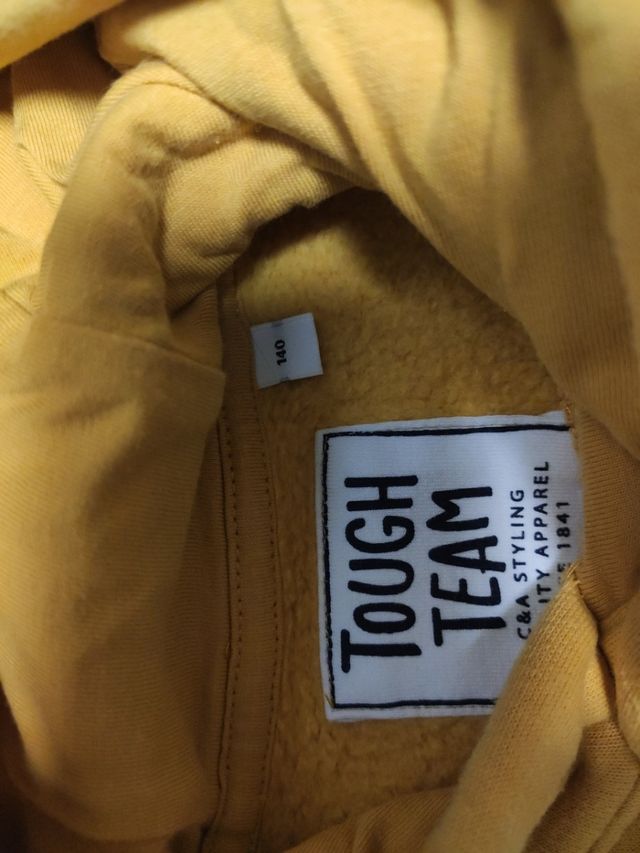 140
TOUGH
TEAM
C&A STYLING
APPAREL
1841